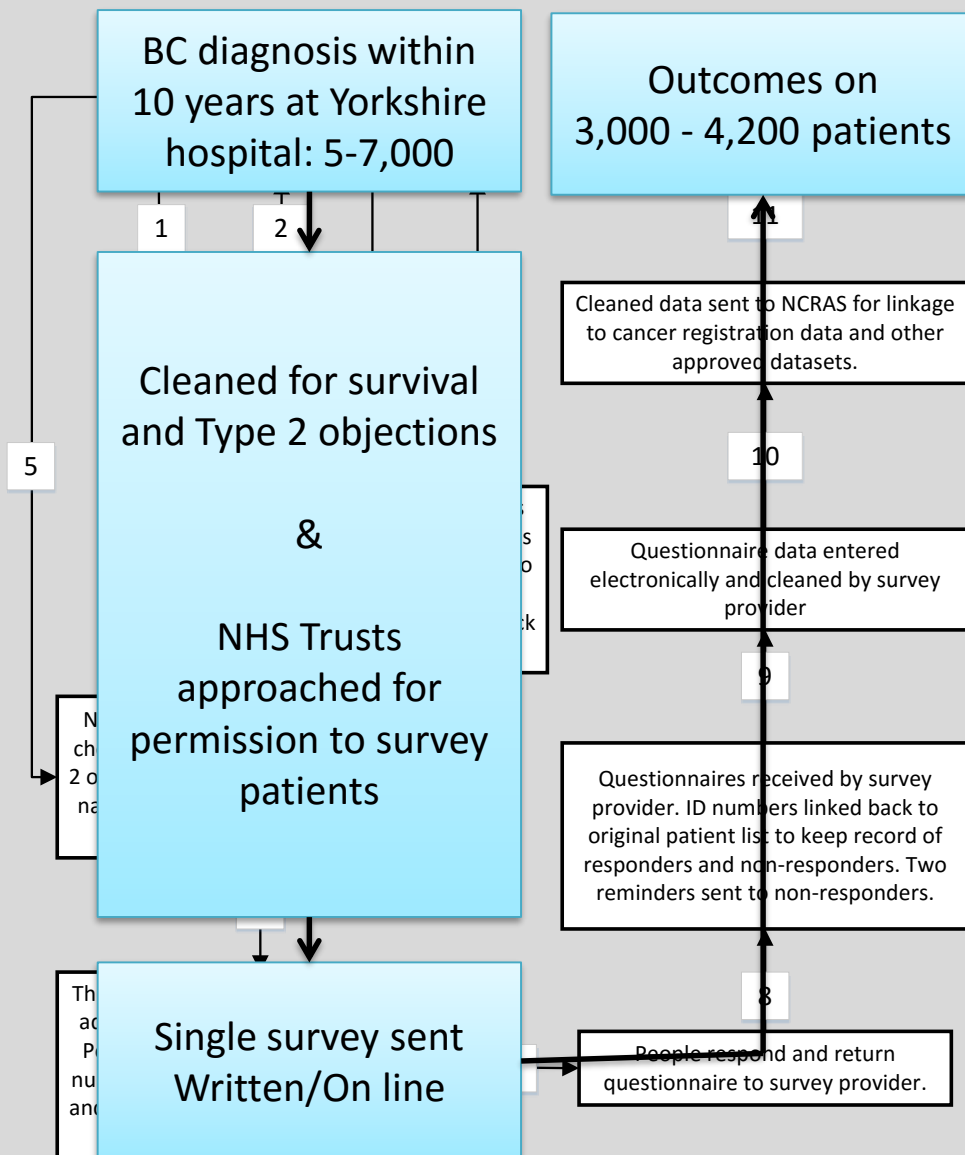 BC diagnosis within
10 years at Yorkshire
hospital: 5-7,000
Outcomes on
3,000 - 4,200 patients
1
2
11
Cleaned for survival
and Type 2 objections
&
NHS Trusts
approached for
permission to survey
patients
5
Cleaned data sent to NCRAS for linkage
to cancer registration data and other
approved datasets.
10
Questionnaire data entered
electronically and cleaned by survey
provider
9
Questionnaires received by survey
provider. ID numbers linked back to
original patient list to keep record of
responders and non-responders. Two
reminders sent to non-responders.
8
Single survey sent
Written/On line
People respond and return
questionnaire to survey provider.